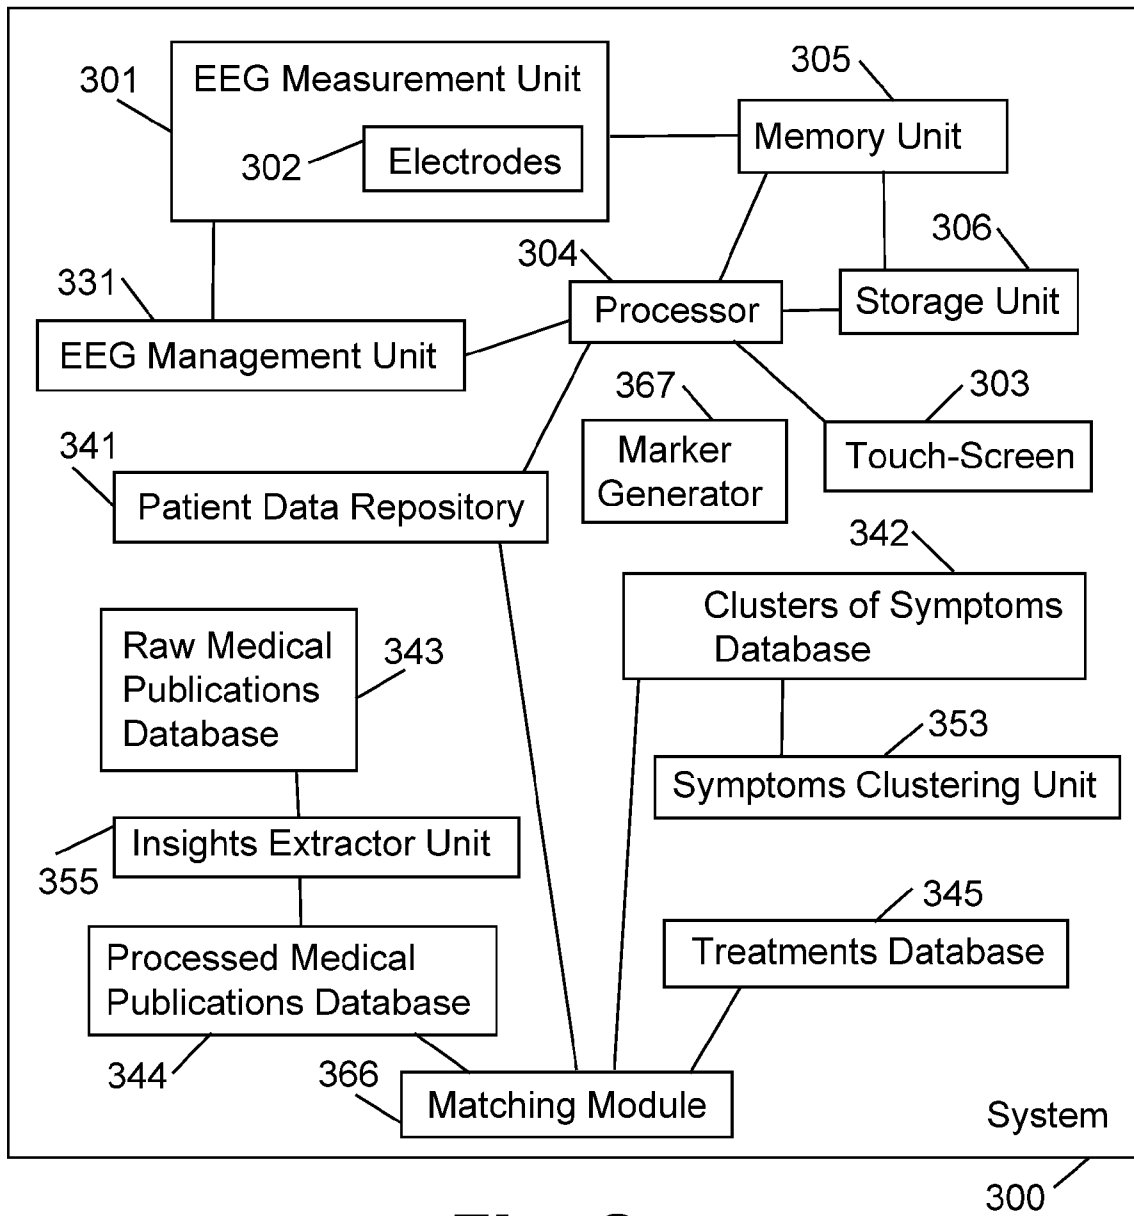 301
EEG Measurement Unit
302
Electrodes
305
Memory Unit
306
Storage Unit
304
Processor
331
EEG Management Unit
367
Marker
Generator
303
Touch-Screen
341
Patient Data Repository
342
Clusters of Symptoms
Database
Raw Medical
Publications
Database
343
353
Symptoms Clustering Unit
Insights Extractor Unit
355
345
Treatments Database
Processed Medical
Publications Database
344
366
Matching Module
System
300